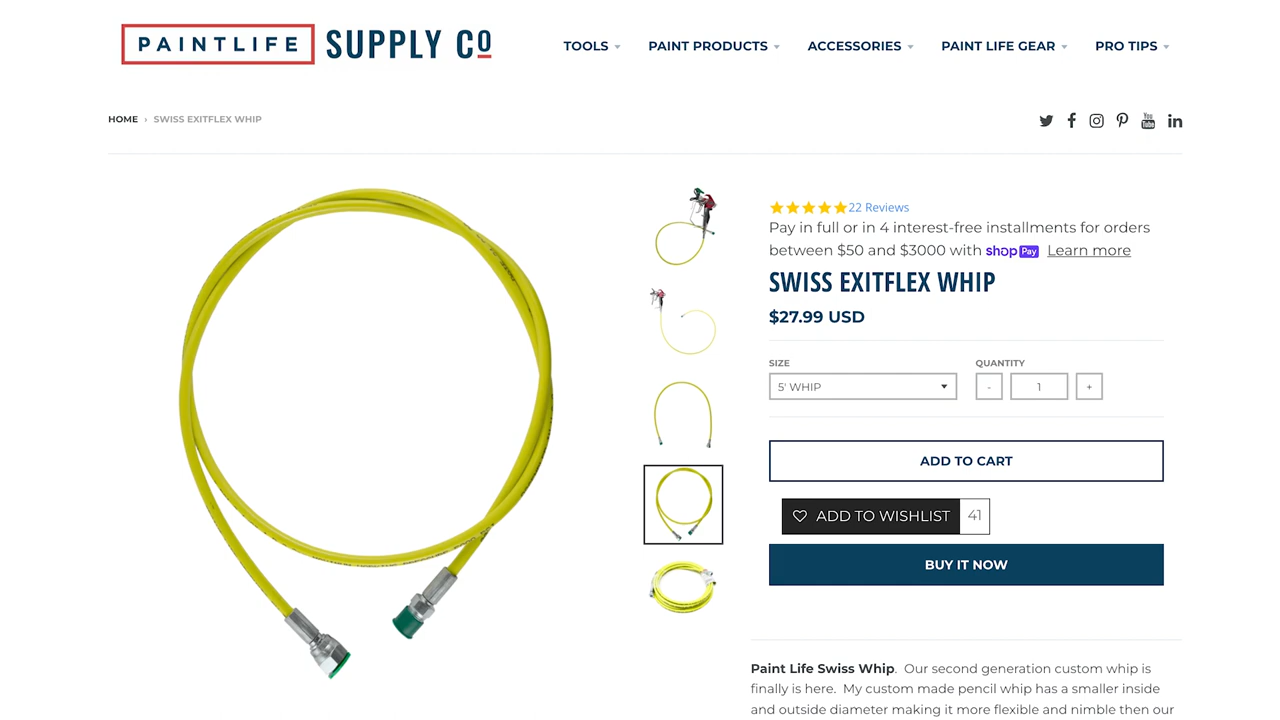 PAINTLIFE SUPPLY CO
TOOLS PAINT PRODUCTS ACCESSORIES PAINT LIFE GEAR PRO TIPS
HOME › SWISS EXITFLEX WHIP
22 Reviews
Pay in full or in 4 interest-free installments for orders
between $50 and $3000 with shop Pay Learn more
SWISS EXITFLEX WHIP
$27.99 USD
SIZE QUANTITY
5' WHIP - 1 +
ADD TO CART
ADD TO WISHLIST 41
BUY IT NOW
Paint Life Swiss Whip. Our second generation custom whip is
finally is here. My custom made pencil whip has a smaller inside
and outside diameter making it more flexible and nimble then our